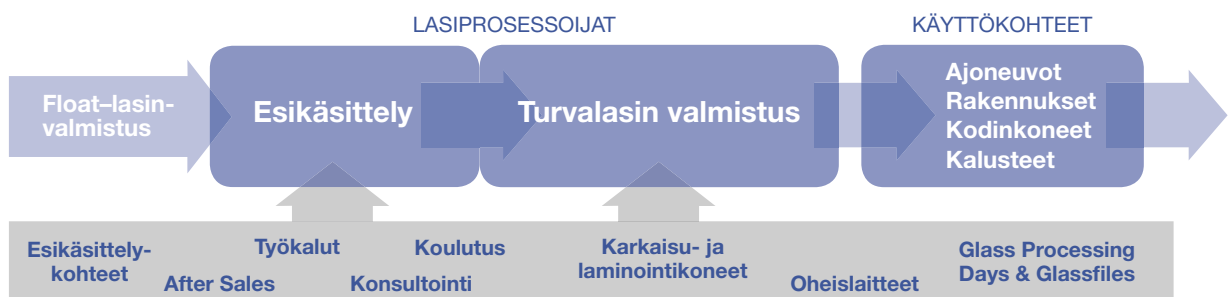 LASIPROSESSOIJAT
KÄYTTÖKOHTEET
Float–lasin-
valmistus
Esikäsittely
Turvalasin valmistus
Ajoneuvot
Rakennukset
Kodinkoneet
Kalusteet
Esikäsittely-
kohteet
After Sales
Työkalut
Konsultointi
Koulutus
Karkaisu- ja
laminointikoneet
Oheislaitteet
Glass Processing
Days & Glassfiles